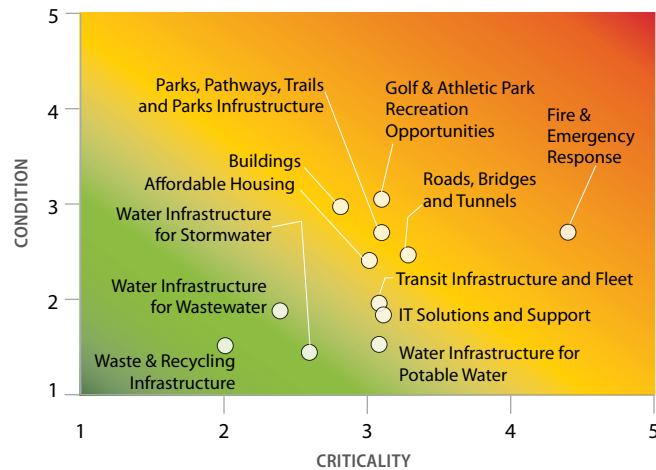 5
4
3
2
1
CONDITION
Parks, Pathways, Trails
and Parks Infrustructure
Golf & Athletic Park
Recreation
Opportunities
Fire &
Emergency
Response
Buildings
Affordable Housing
Roads, Bridges
and Tunnels
Water Infrastructure
for Stormwater
Water Infrastructure
for Wastewater
Transit Infrastructure and Fleet
IT Solutions and Support
Waste & Recycling
Infrastructure
Water Infrastructure for
Potable Water
1 2 3 4 5
CRITICALITY